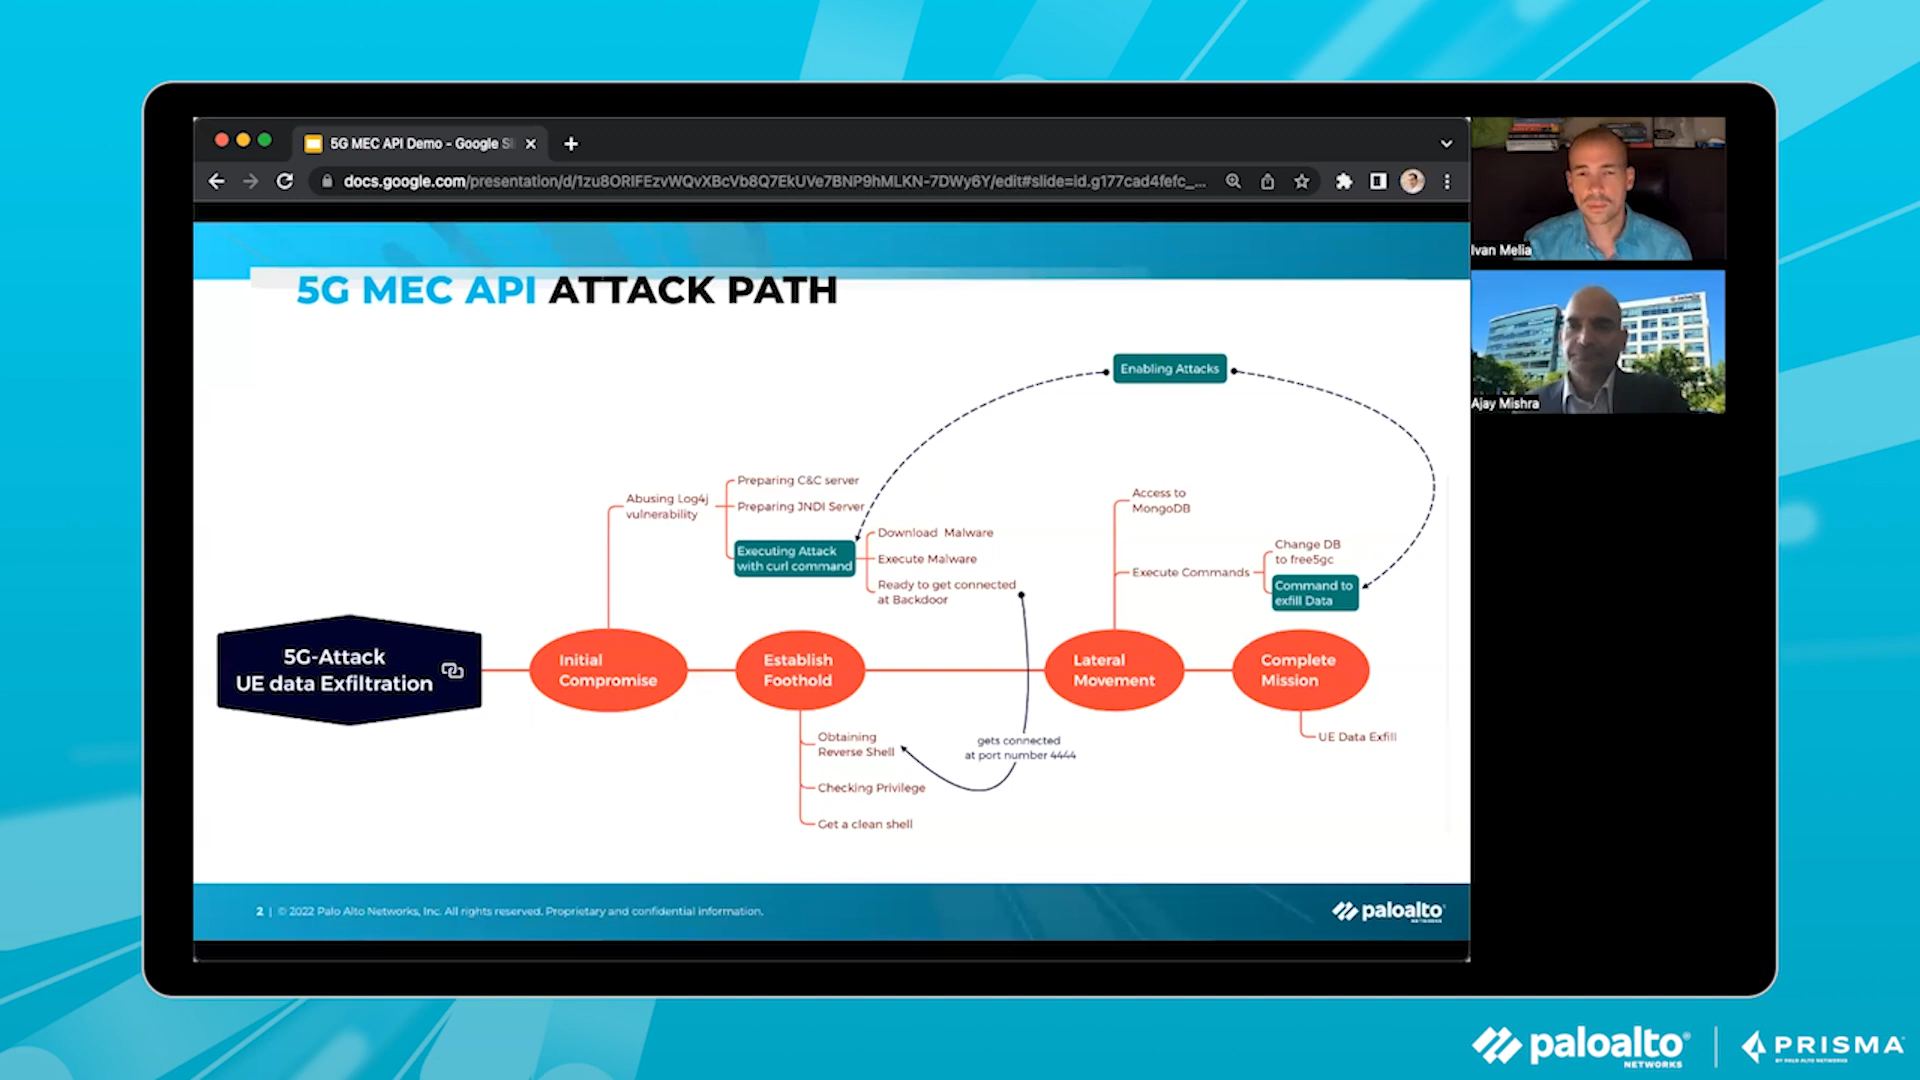 5G MEC API Demo - Google Sl
docs.google.com/presentation/d/1zu8ORIFEzvWQvXBcVb8Q7EkUVe7BNP9hMLKN-7DWy6Y/edit#slide=id.g177cad4fefc_...
Ivan Melia
Ajay Mishra
5G MEC API ATTACK PATH
Enabling Attacks
Abusing Log4j
vulnerability
Preparing C&C server
Preparing JNDI Server
Executing Attack
with curl command
Download Malware
Execute Malware
Ready to get connected
at Backdoor
Access to
MongoDB
Execute Commands
Change DB
to free5gc
Command to
exfill Data
5G-Attack
UE data Exfiltration
Initial
Compromise
Establish
Foothold
Lateral
Movement
Complete
Mission
Obtaining
Reverse Shell
Checking Privilege
Get a clean shell
gets connected
at port number 4444
UE Data Exfill
2 | © 2022 Palo Alto Networks, Inc. All rights reserved. Proprietary and confidential information.
paloalto
NETWORKS
paloalto
NETWORKS
PRISMA
BY PALO ALTO NETWORKS